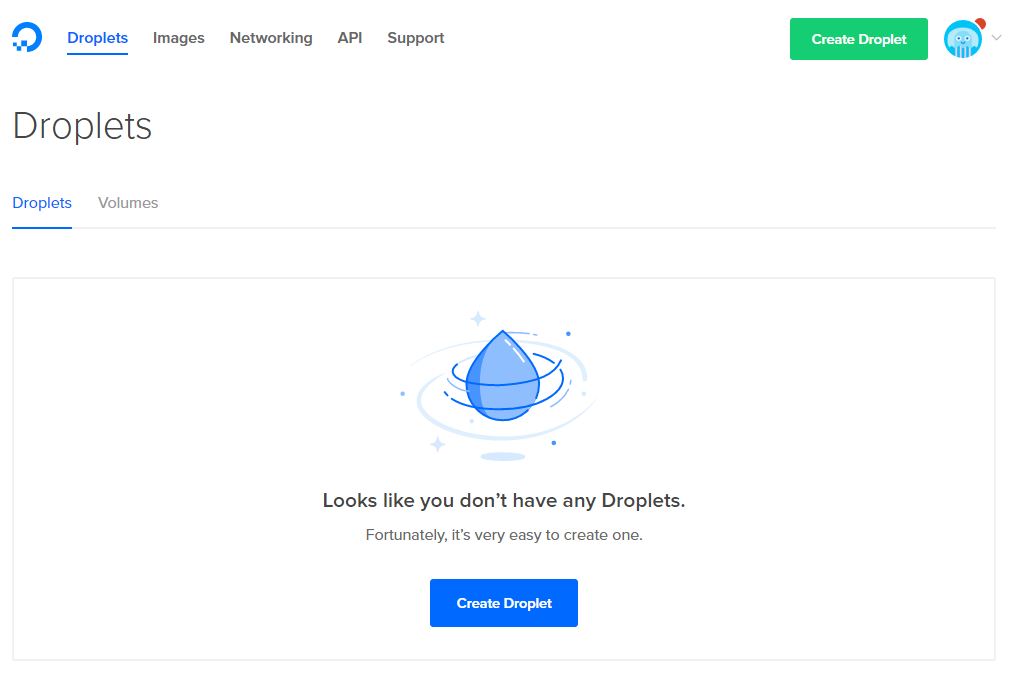 Droplets Images Networking API Support Create Droplet
Droplets
Droplets Volumes
Looks like you don’t have any Droplets.
Fortunately, it’s very easy to create one.
Create Droplet